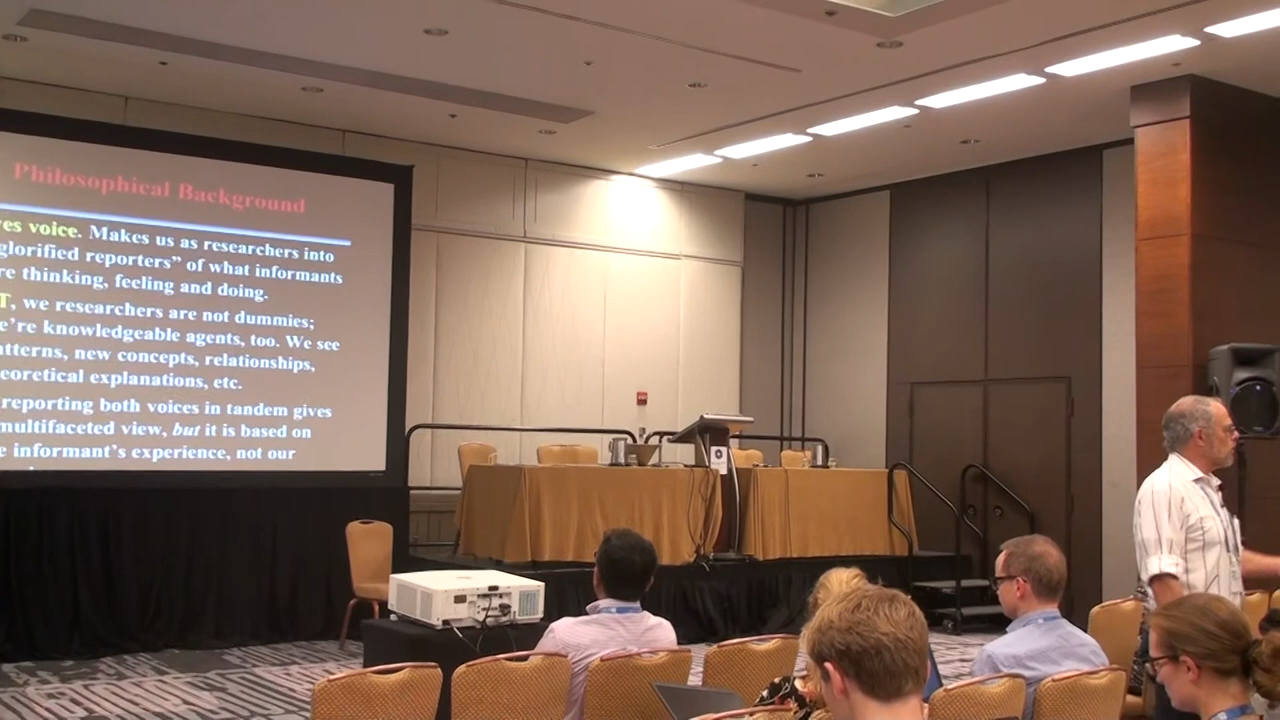 Philosophical Background
es voice. Makes us as researchers into
glorified reporters” of what informants
re thinking, feeling and doing.
T, we researchers are not dummies;
e’re knowledgeable agents, too. We see
atterns, new concepts, relationships,
eoretical explanations, etc.
reporting both voices in tandem gives
multifaceted view, but it is based on
e informant’s experience, not our